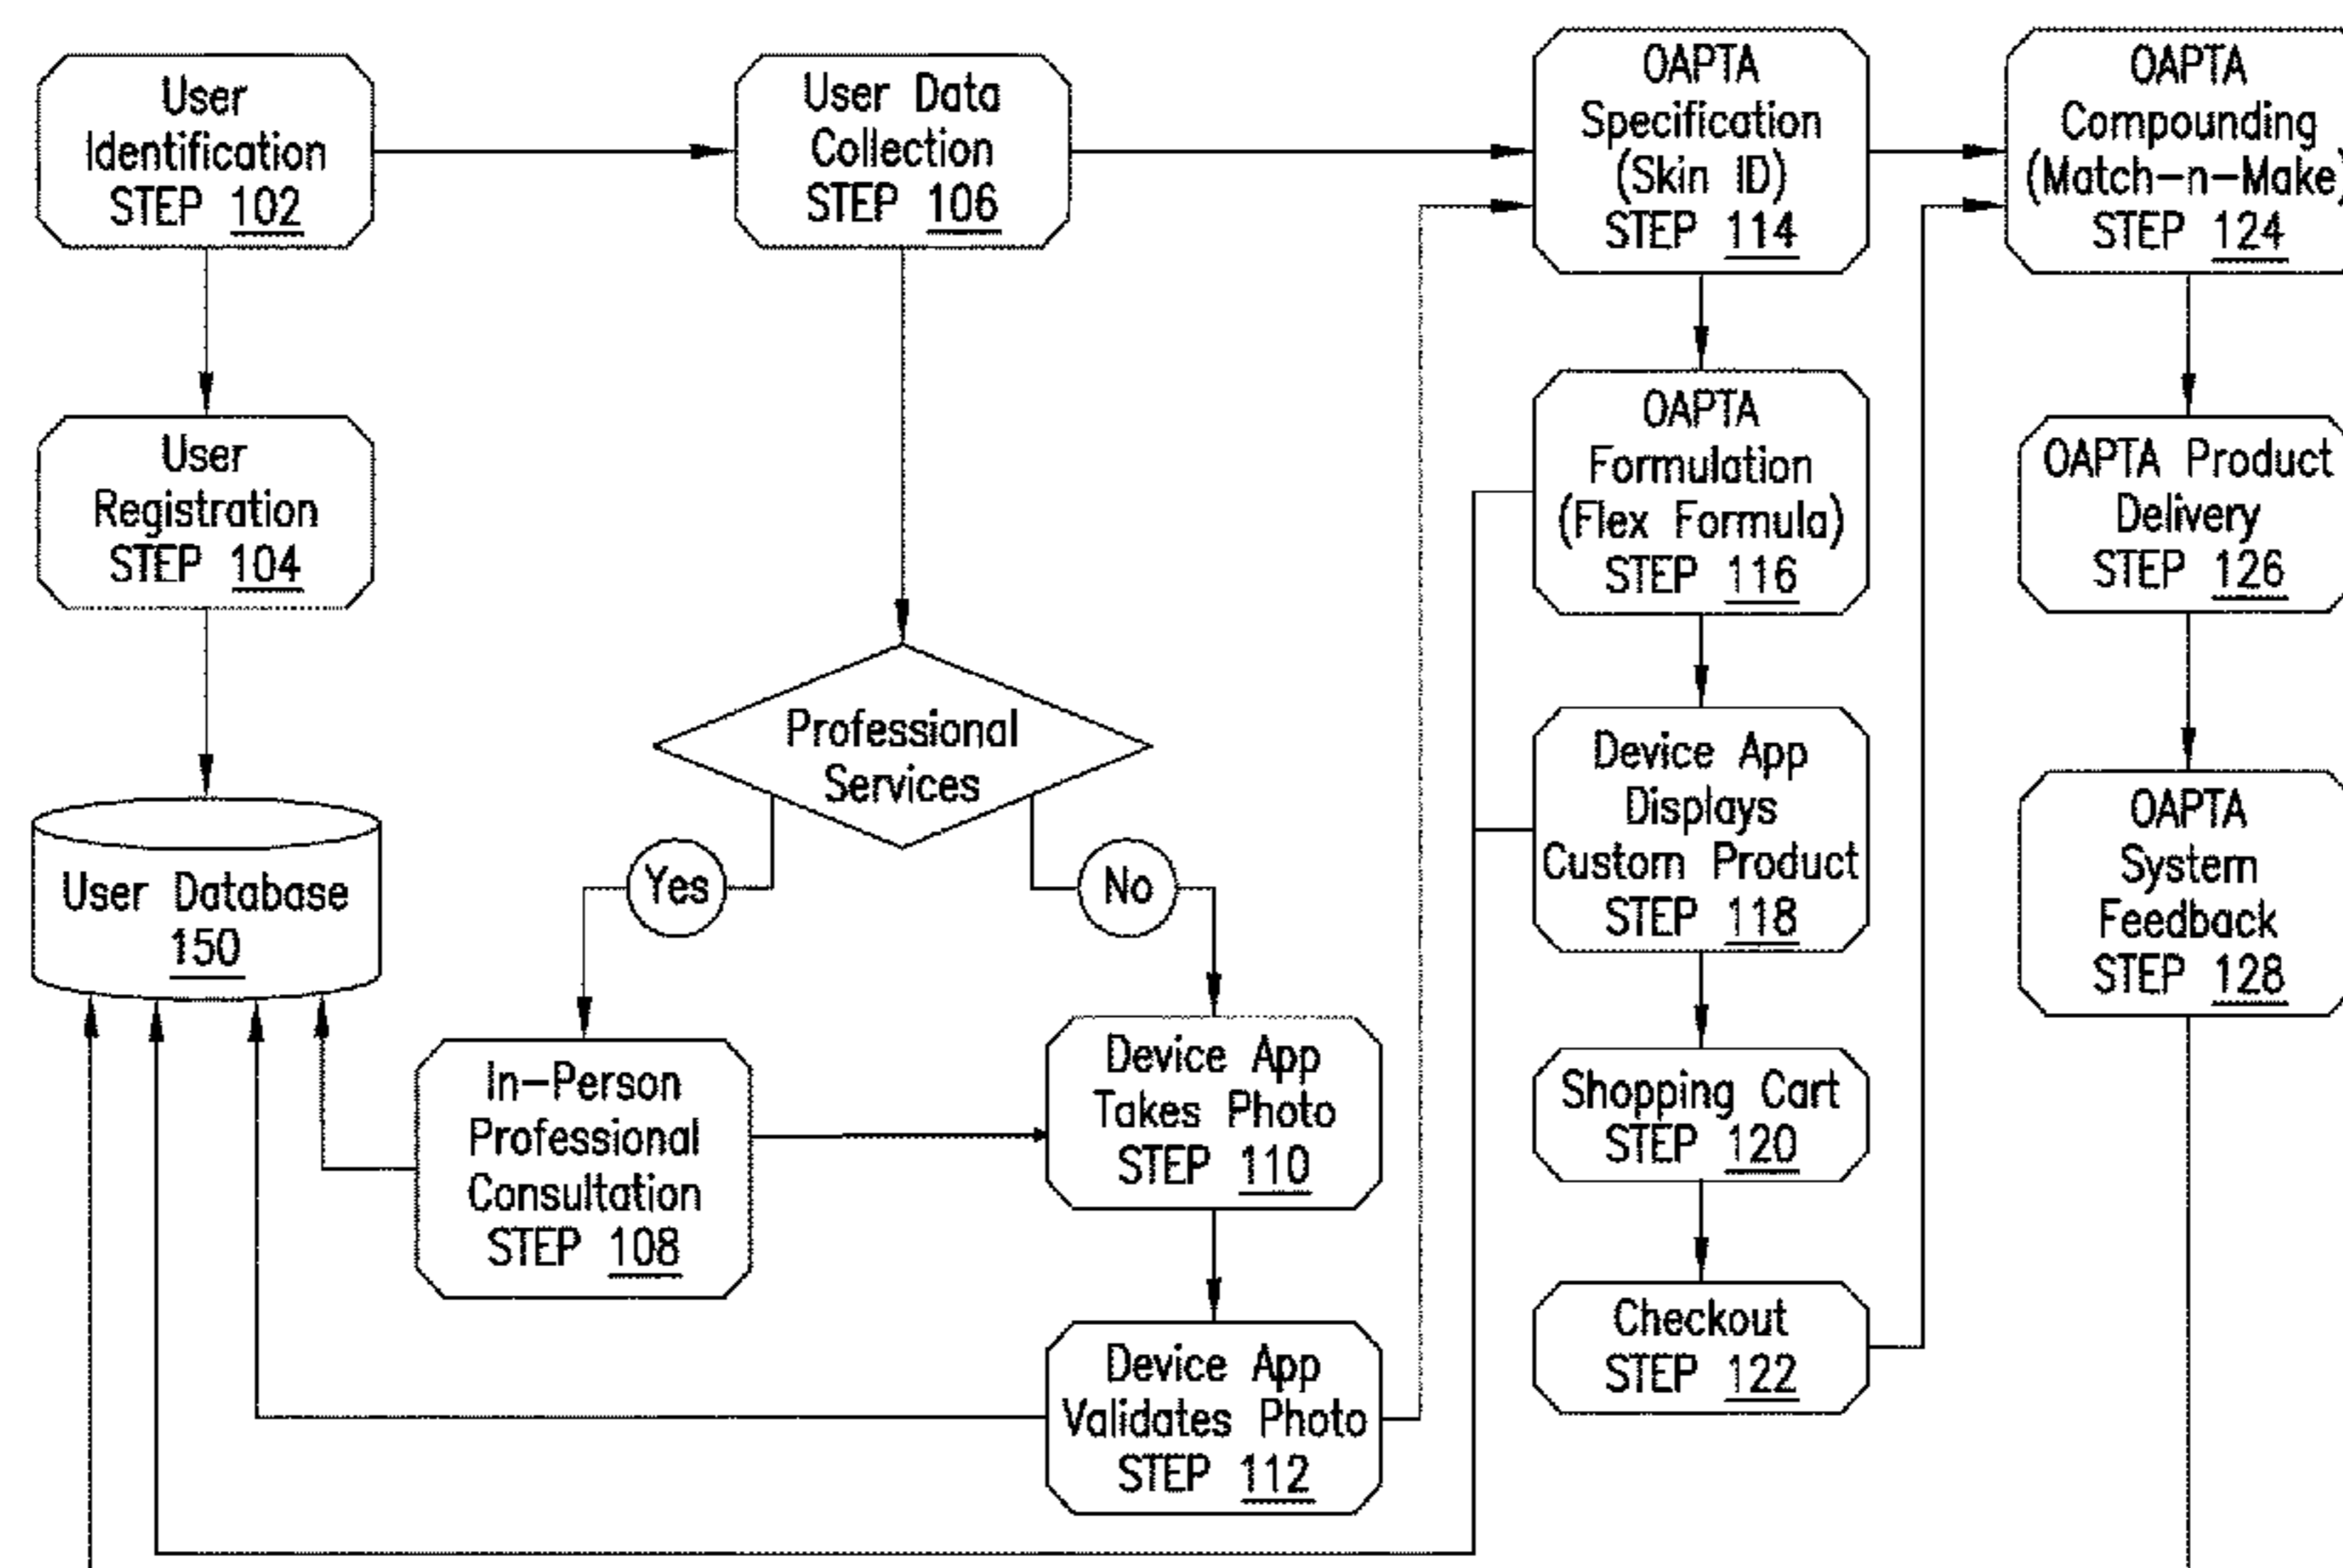 User
Identification
STEP 102
User Data
Collection
STEP 106
OAPTA
Specification
(Skin ID)
STEP 114
OAPTA
Compounding
(Match-n-Make)
STEP 124
User
Registration
STEP 104
OAPTA
Formulation
(Flex Formula)
STEP 116
OAPTA Product
Delivery
STEP 126
Professional
Services
Yes
No
Device App
Displays
Custom Product
STEP 118
OAPTA
System
Feedback
STEP 128
User Database
150
In-Person
Professional
Consultation
STEP 108
Device App
Takes Photo
STEP 110
Shopping Cart
STEP 120
Device App
Validates Photo
STEP 112
Checkout
STEP 122